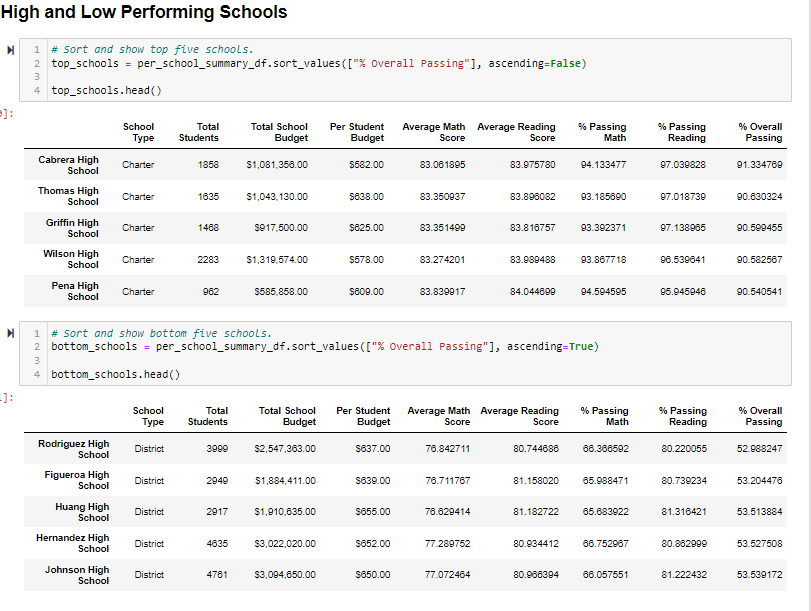 High and Low Performing Schools
1 # Sort and show top five schools.
2 top_schools = per_school_summary_df.sort_values(["% Overall Passing"], ascending=False)
3
4 top_schools.head()
]:
School Type Total Students Total School Budget Per Student Budget Average Math Score Average Reading Score % Passing Math % Passing Reading % Overall Passing
Cabrera High School Charter 1858 $1,081,356.00 $582.00 83.061895 83.975780 94.133477 97.039828 91.334769
Thomas High School Charter 1635 $1,043,130.00 $638.00 83.350937 83.896082 93.185690 97.018739 90.630324
Griffin High School Charter 1468 $917,500.00 $625.00 83.351499 83.816757 93.392371 97.138965 90.599455
Wilson High School Charter 2283 $1,319,574.00 $578.00 83.274201 83.989488 93.867718 96.539641 90.582567
Pena High School Charter 962 $585,858.00 $609.00 83.839917 84.044699 94.594595 95.945946 90.540541
1 # Sort and show bottom five schools.
2 bottom_schools = per_school_summary_df.sort_values(["% Overall Passing"], ascending=True)
3
4 bottom_schools.head()
]:
School Type Total Students Total School Budget Per Student Budget Average Math Score Average Reading Score % Passing Math % Passing Reading % Overall Passing
Rodriguez High School District 3999 $2,547,363.00 $637.00 76.842711 80.744686 66.366592 80.220055 52.988247
Figueroa High School District 2949 $1,884,411.00 $639.00 76.711767 81.158020 65.988471 80.739234 53.204476
Huang High School District 2917 $1,910,635.00 $655.00 76.629414 81.182722 65.683922 81.316421 53.513884
Hernandez High School District 4635 $3,022,020.00 $652.00 77.289752 80.934412 66.752967 80.862999 53.527508
Johnson High School District 4761 $3,094,650.00 $650.00 77.072464 80.966394 66.057551 81.222432 53.539172